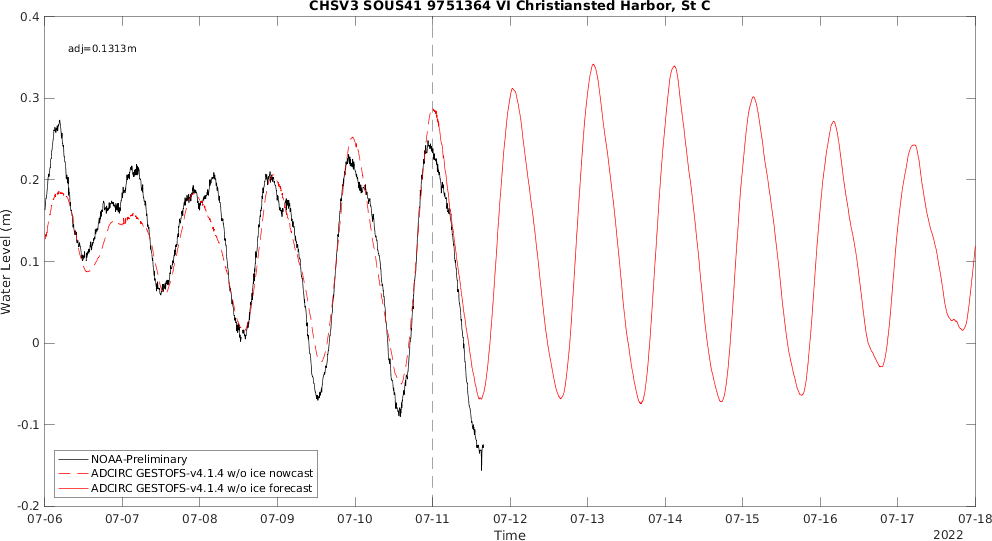 CHSV3 SOUS41 9751364 VI Christiansted Harbor, St C
0.4
adj=0.1313m
0.3
0.2
0.1
0
-0.1
-0.2
Water Level (m)
NOAA-Preliminary
ADCIRC GESTOFS-v4.1.4 w/o ice nowcast
ADCIRC GESTOFS-v4.1.4 w/o ice forecast
07-06 07-07 07-08 07-09 07-10 07-11 07-12 07-13 07-14 07-15 07-16 07-17 07-18
Time
2022